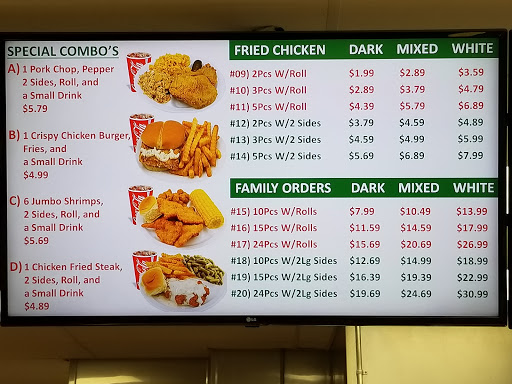 SPECIAL COMBO'S
A) 1 Pork Chop, Pepper
2 Sides, Roll, and
a Small Drink
$5.79
B) 1 Crispy Chicken Burger,
Fries, and
a Small Drink
$4.99
C) 6 Jumbo Shrimps,
2 Sides, Roll, and
a Small Drink
$5.69
D) 1 Chicken Fried Steak,
2 Sides, Roll, and
a Small Drink
$4.89
FRIED CHICKEN DARK MIXED WHITE
#09) 2Pcs W/Roll $1.99 $2.89 $3.59
#10) 3Pcs W/Roll $2.89 $3.79 $4.79
#11) 5Pcs W/Roll $4.39 $5.79 $6.89
#12) 2Pcs W/2 Sides $3.79 $4.59 $4.89
#13) 3Pcs W/2 Sides $4.59 $4.99 $5.99
#14) 5Pcs W/2 Sides $5.69 $6.89 $7.99
FAMILY ORDERS DARK MIXED WHITE
#15) 10Pcs W/Rolls $7.99 $10.49 $13.99
#16) 15Pcs W/Rolls $11.59 $14.59 $17.99
#17) 24Pcs W/Rolls $15.69 $20.69 $26.99
#18) 10Pcs W/2Lg Sides $12.69 $14.99 $18.99
#19) 15Pcs W/2Lg Sides $16.39 $19.39 $22.99
#20) 24Pcs W/2Lg Sides $19.69 $24.69 $30.99
LG